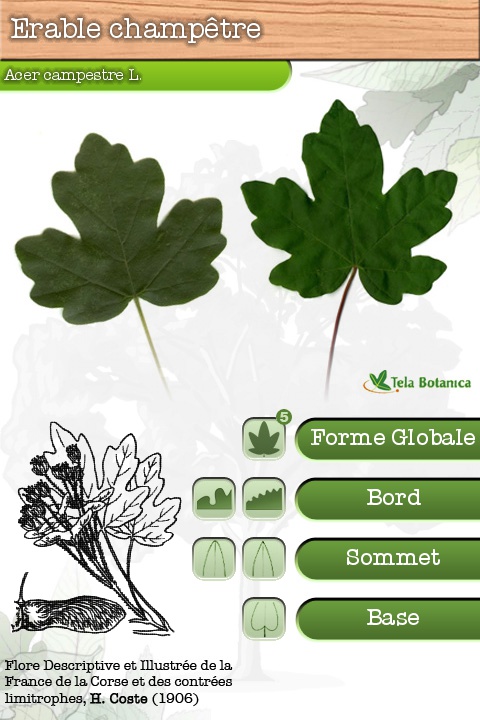 Erable champêtre
Acer campestre L.
Tela Botanica
5
Forme Globale
Bord
Sommet
Base
Flore Descriptive et Illustrée de la
France de la Corse et des contrées
limitrophes, H. Coste (1906)